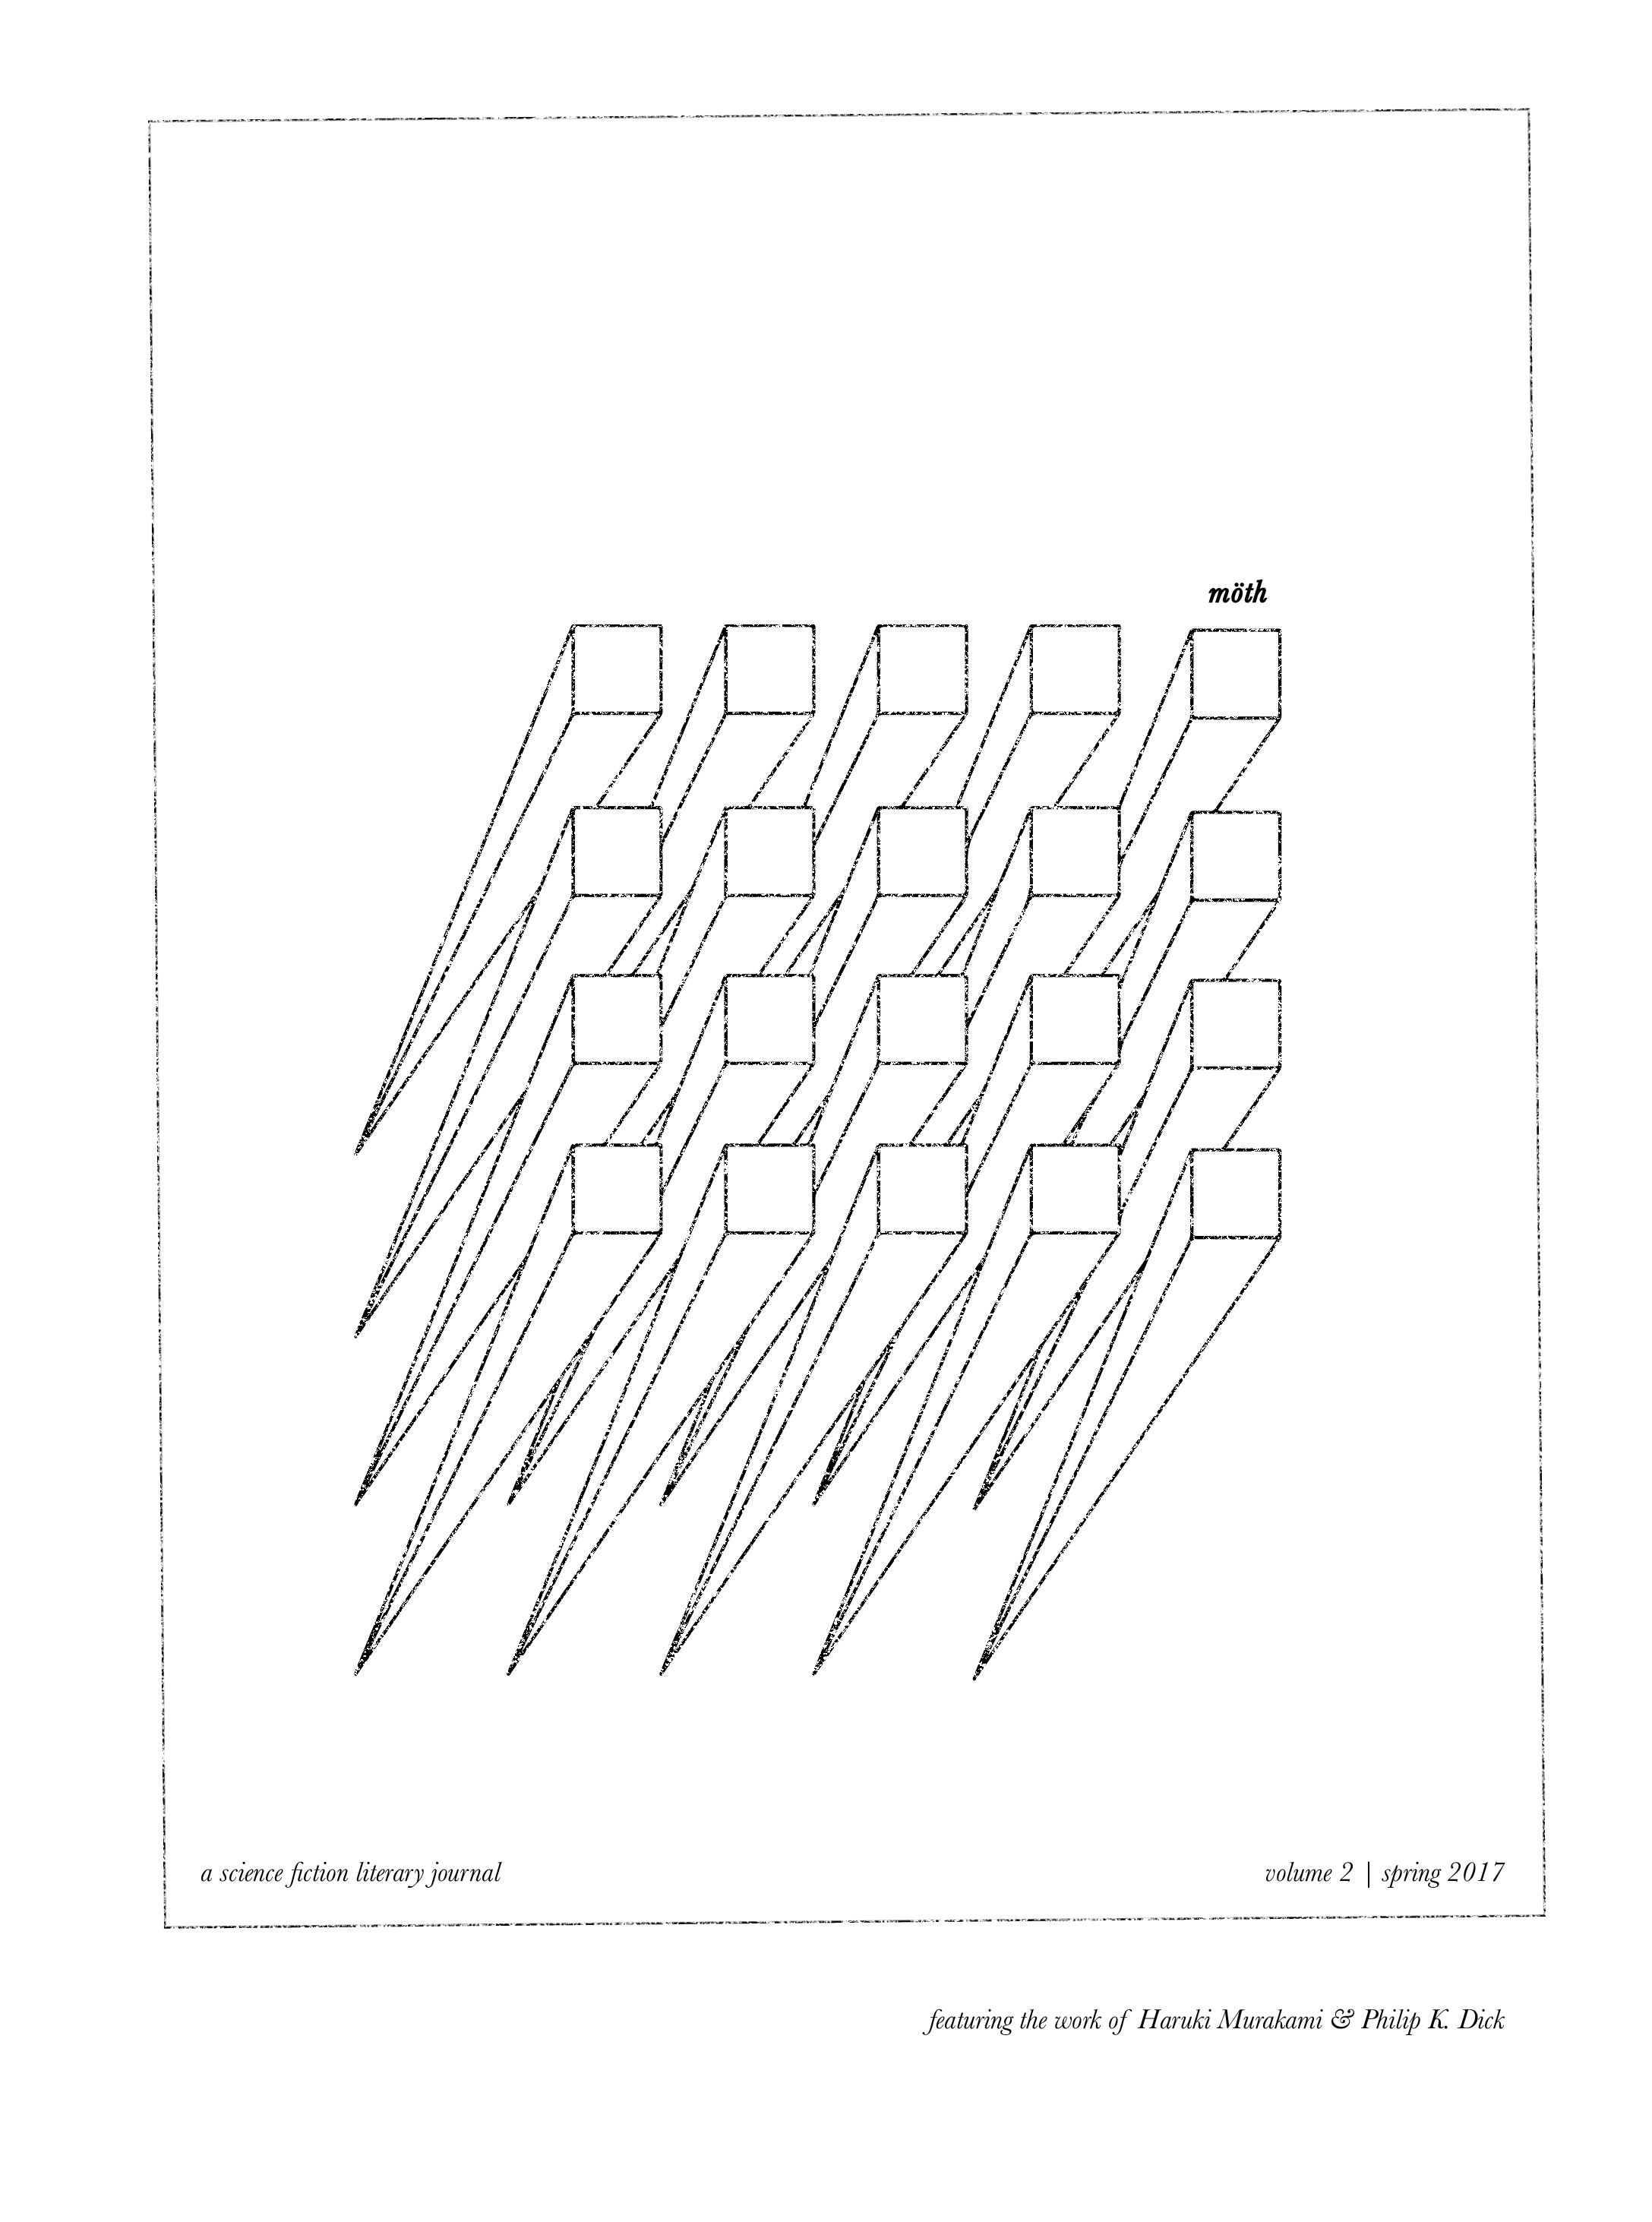 möth
a science fiction literary journal
volume 2 | spring 2017
featuring the work of Haruki Murakami & Philip K. Dick